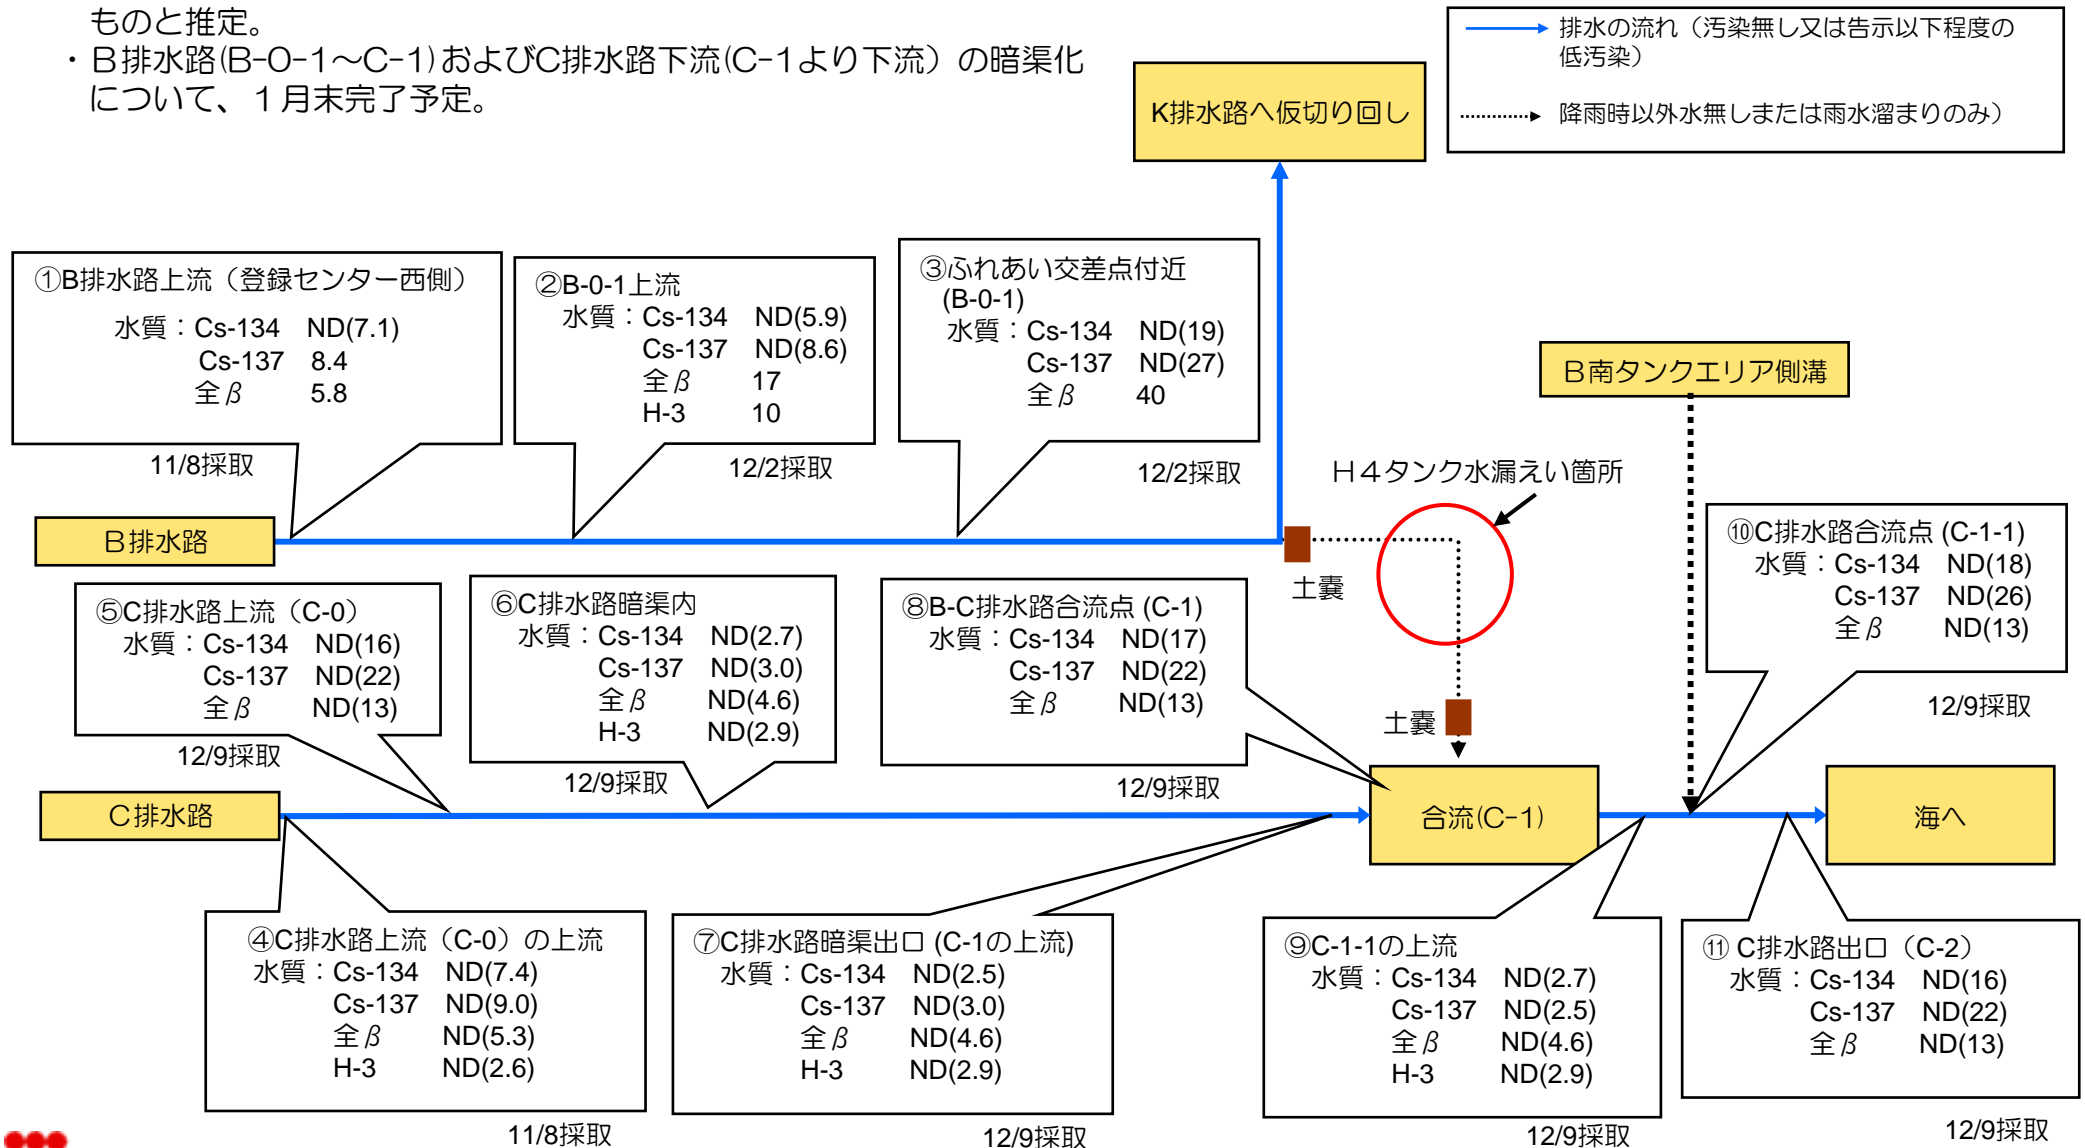 ものと推定。
・B排水路(B-0-1～C-1)およびC排水路下流(C-1より下流）の暗渠化
について、１月末完了予定。
排水の流れ（汚染無し又は告示以下程度の
低汚染）
降雨時以外水無しまたは雨水溜まりのみ）
K排水路へ仮切り回し
①B排水路上流（登録センター西側）
水質：Cs-134 ND(7.1)
Cs-137 8.4
全β 5.8
11/8採取
②B-0-1上流
水質：Cs-134 ND(5.9)
Cs-137 ND(8.6)
全β 17
H-3 10
12/2採取
③ふれあい交差点付近
(B-0-1)
水質：Cs-134 ND(19)
Cs-137 ND(27)
全β 40
12/2採取
B南タンクエリア側溝
H４タンク水漏えい箇所
B排水路
土嚢
土嚢
⑤C排水路上流（C-0）
水質：Cs-134 ND(16)
Cs-137 ND(22)
全β ND(13)
12/9採取
⑥C排水路暗渠内
水質：Cs-134 ND(2.7)
Cs-137 ND(3.0)
全β ND(4.6)
H-3 ND(2.9)
12/9採取
⑧B-C排水路合流点 (C-1)
水質：Cs-134 ND(17)
Cs-137 ND(22)
全β ND(13)
12/9採取
⑩C排水路合流点 (C-1-1)
水質：Cs-134 ND(18)
Cs-137 ND(26)
全β ND(13)
12/9採取
C排水路
合流(C-1)
海へ
④C排水路上流（C-0）の上流
水質：Cs-134 ND(7.4)
Cs-137 ND(9.0)
全β ND(5.3)
H-3 ND(2.6)
11/8採取
⑦C排水路暗渠出口 (C-1の上流)
水質：Cs-134 ND(2.5)
Cs-137 ND(3.0)
全β ND(4.6)
H-3 ND(2.9)
12/9採取
⑨C-1-1の上流
水質：Cs-134 ND(2.7)
Cs-137 ND(2.5)
全β ND(4.6)
H-3 ND(2.9)
12/9採取
⑪ C排水路出口（C-2）
水質：Cs-134 ND(16)
Cs-137 ND(22)
全β ND(13)
12/9採取